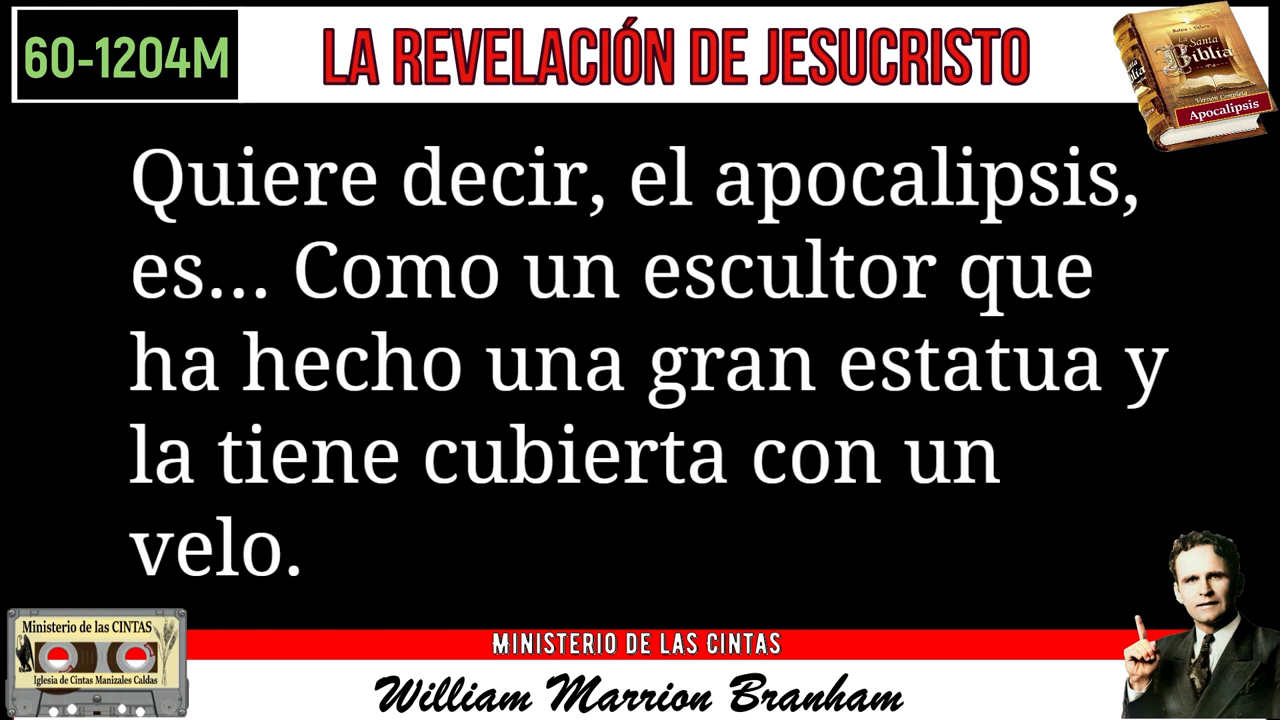 60-1204M
LA REVELACIÓN DE JESUCRISTO
La Santa
Biblia
Apocalipsis
Quiere decir, el apocalipsis,
es... Como un escultor que
ha hecho una gran estatua y
la tiene cubierta con un
velo.
Ministerio de las CINTAS
Iglesia de Cintas Manizales Caldas
MINISTERIO DE LAS CINTAS
William Marrion Branham